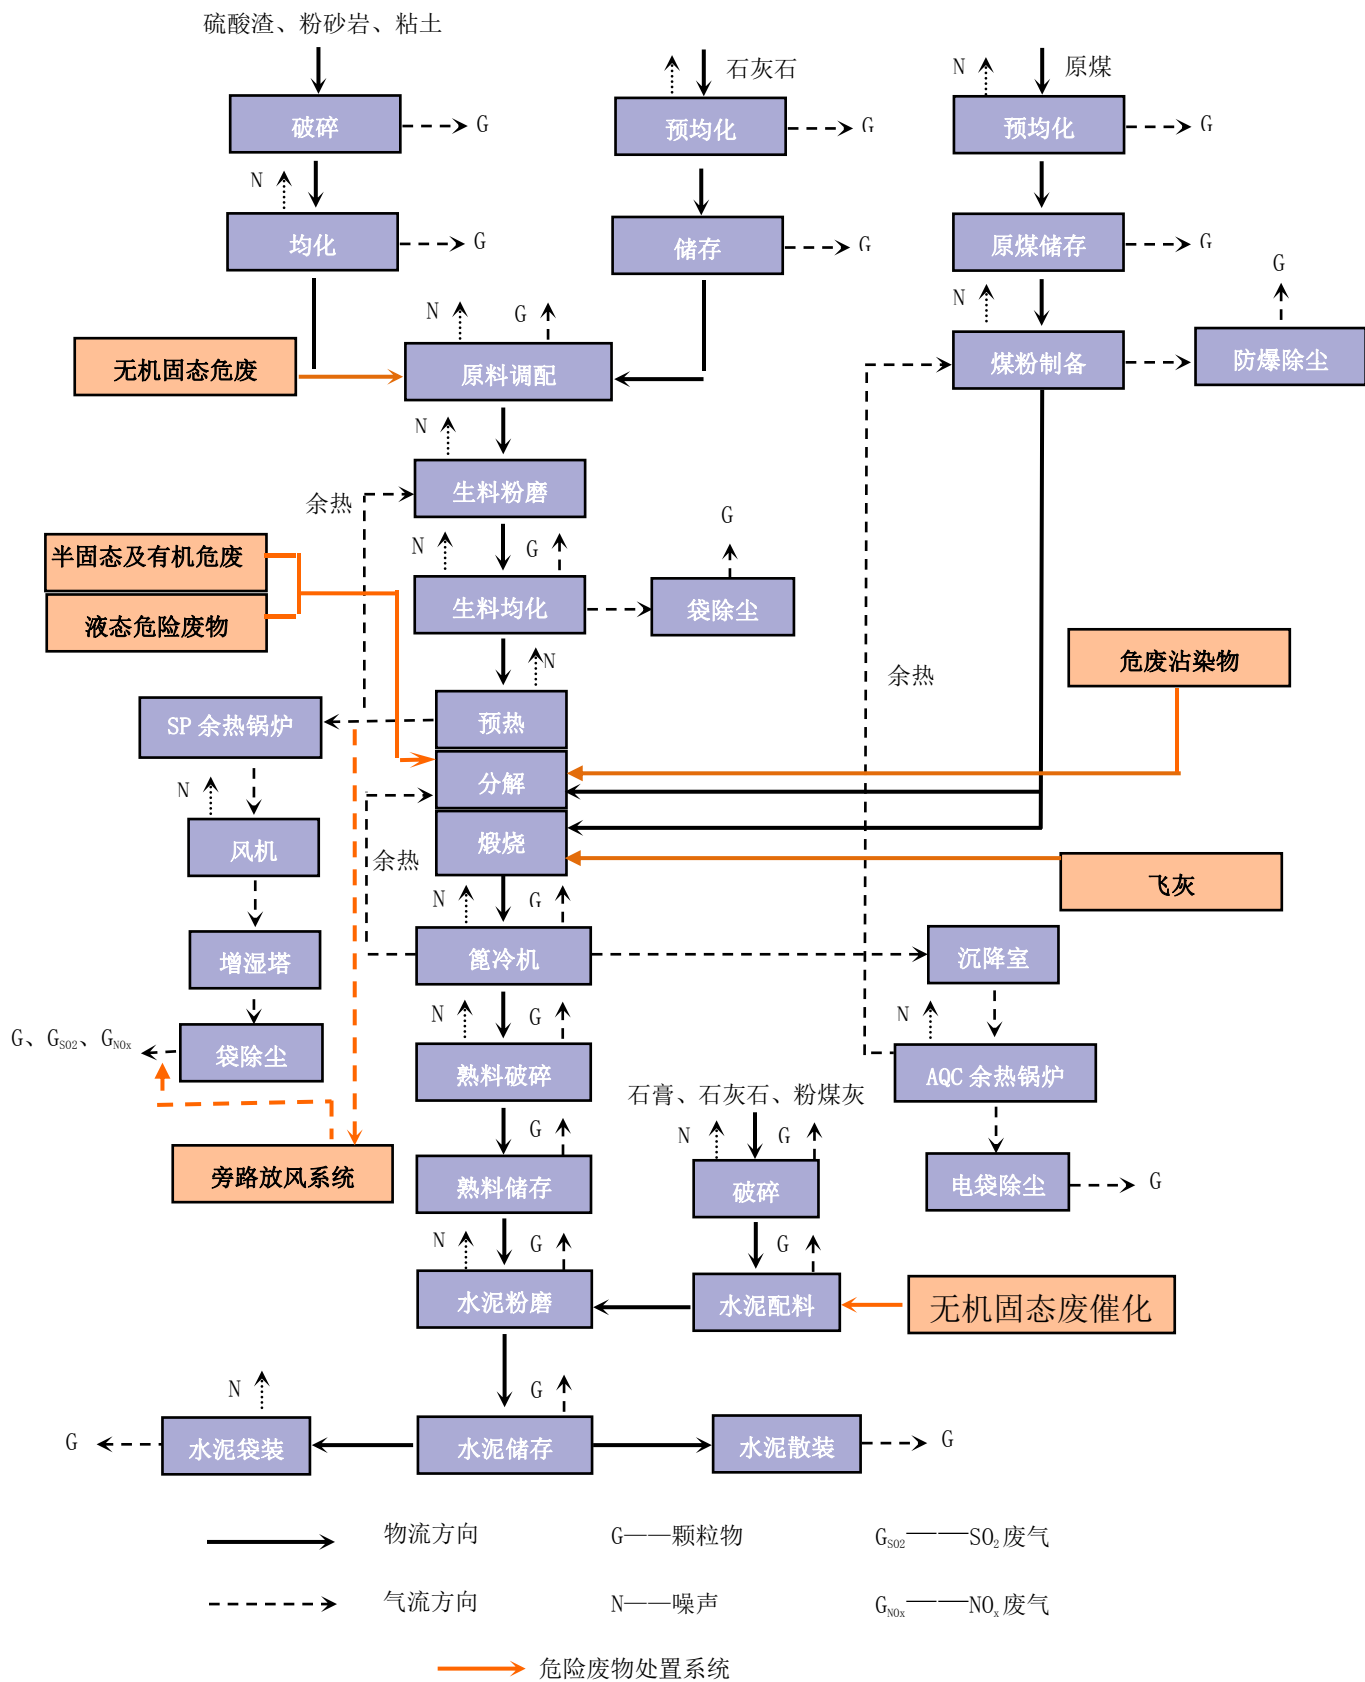 硫酸渣、粉砂岩、粘土
石灰石
N
原煤
破碎
G
预均化
G
预均化
G
N
均化
G
储存
G
原煤储存
G
G
N
N
G
无机固态危废
原料调配
煤粉制备
防爆除尘
N
生料粉磨
余热
G
半固态及有机危废
N
G
液态危险废物
生料均化
袋除尘
N
余热
危废沾染物
SP 余热锅炉
预热
N
分解
风机
煅烧
余热
飞灰
N
G
增湿塔
篦冷机
沉降室
N
G
N
G、GSO2、GNOx
袋除尘
熟料破碎
AQC 余热锅炉
石膏、石灰石、粉煤灰
G
N
G
旁路放风系统
熟料储存
破碎
电袋除尘
G
N
G
G
水泥粉磨
水泥配料
无机固态废催化
N
G
G
水泥袋装
水泥储存
水泥散装
G
物流方向
G——颗粒物
GSO2————SO2废气
气流方向
N——噪声
GNOx————NOx废气
危险废物处置系统